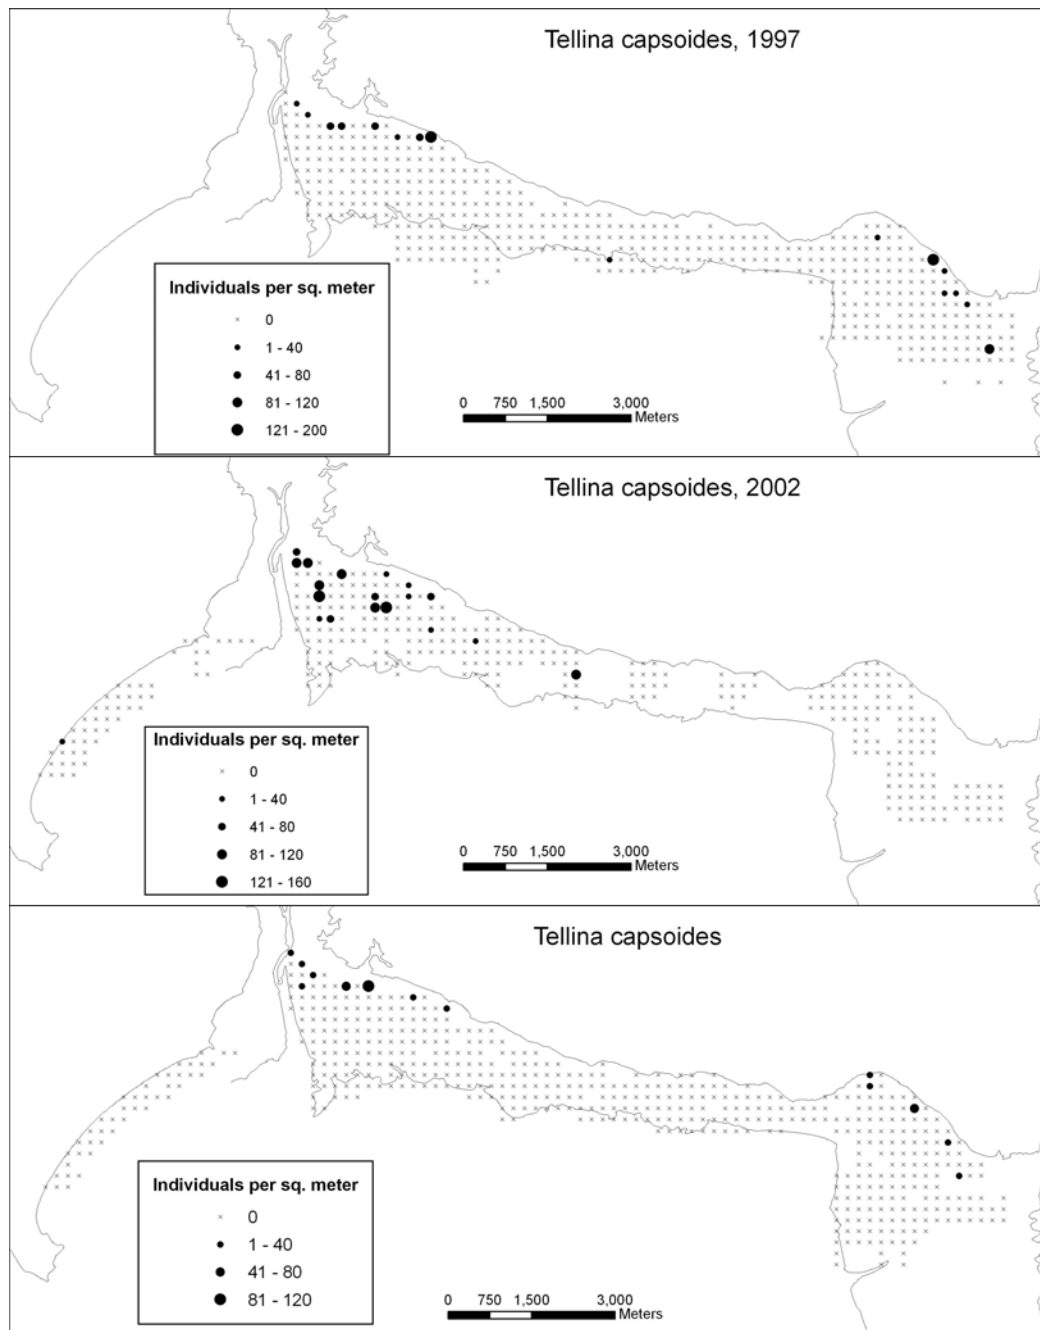 Tellina capsoides, 1997
Individuals per sq. meter
0
1 - 40
41 - 80
81 - 120
121 - 200
0 750 1,500 3,000
Meters
Tellina capsoides, 2002
Individuals per sq. meter
0
1 - 40
41 - 80
81 - 120
121 - 160
0 750 1,500 3,000
Meters
Tellina capsoides
Individuals per sq. meter
0
1 - 40
41 - 80
81 - 120
0 750 1,500 3,000
Meters